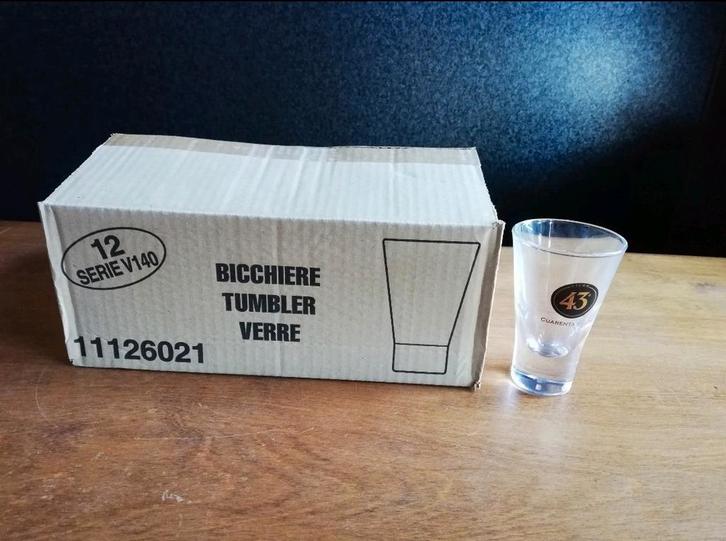 12
SERIE V140
BICCHIERE
TUMBLER
VERRE
11126021
43